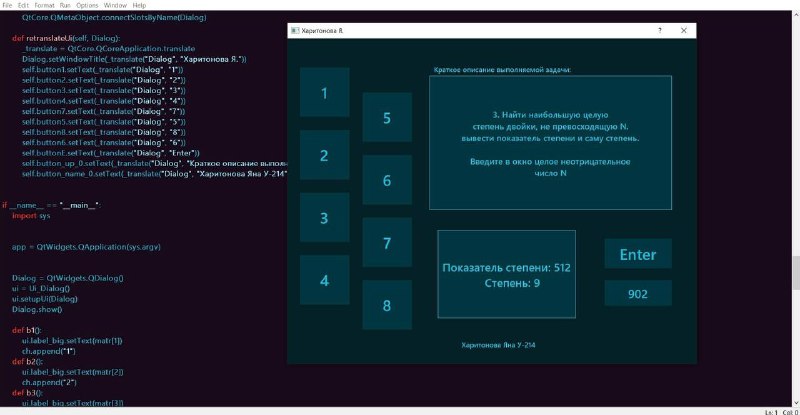 File Edit Format Run Options Window Help
QtCore.QMetaObject.connectSlotsByName(Dialog)
def retranslateUi(self, Dialog):
_translate = QtCore.QCoreApplication.translate
Dialog.setWindowTitle(_translate("Dialog", "Харитонова Я."))
self.button1.setText(_translate("Dialog", "1"))
self.button2.setText(_translate("Dialog", "2"))
self.button3.setText(_translate("Dialog", "3"))
self.button4.setText(_translate("Dialog", "4"))
self.button7.setText(_translate("Dialog", "7"))
self.button5.setText(_translate("Dialog", "5"))
self.button8.setText(_translate("Dialog", "8"))
self.button6.setText(_translate("Dialog", "6"))
self.buttonE.setText(_translate("Dialog", "Enter"))
self.button_up_0.setText(_translate("Dialog", "Краткое описание выполн
self.button_name_0.setText(_translate("Dialog", "Харитонова Яна У-214"
if __name__ == "__main__":
import sys
app = QtWidgets.QApplication(sys.argv)
Dialog = QtWidgets.QDialog()
ui = Ui_Dialog()
ui.setupUi(Dialog)
Dialog.show()
def b1():
ui.label_big.setText(matr[1])
ch.append("1")
def b2():
ui.label_big.setText(matr[2])
ch.append("2")
def b3():
ui.label_big.setText(matr[3])
Харитонова Я.
? ×
1
2
3
4
5
6
7
8
Краткое описание выполняемой задачи:
3. Найти наибольшую целую
степень двойки, не превосходящую N.
вывести показатель степени и саму степень.
Введите в окно целое неотрицательное
число N
Показатель степени: 512
Степень: 9
Enter
902
Харитонова Яна У-214
Ln: 1 Col: 0